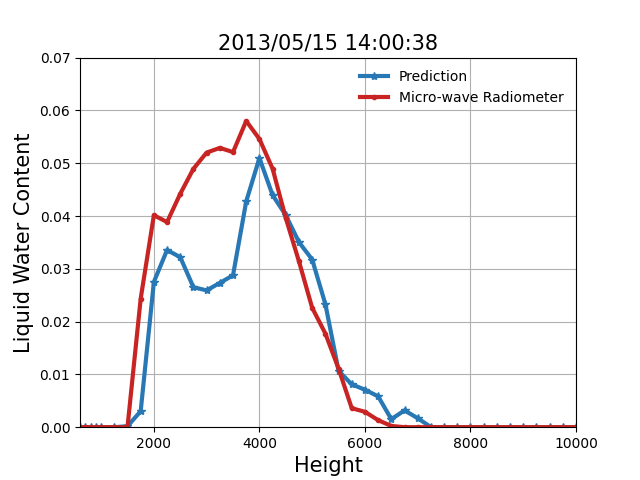 2013/05/15 14:00:38
0.07
0.06
0.05
0.04
0.03
0.02
0.01
0.00
Liquid Water Content
Prediction
Micro-wave Radiometer
2000 4000 6000 8000 10000
Height